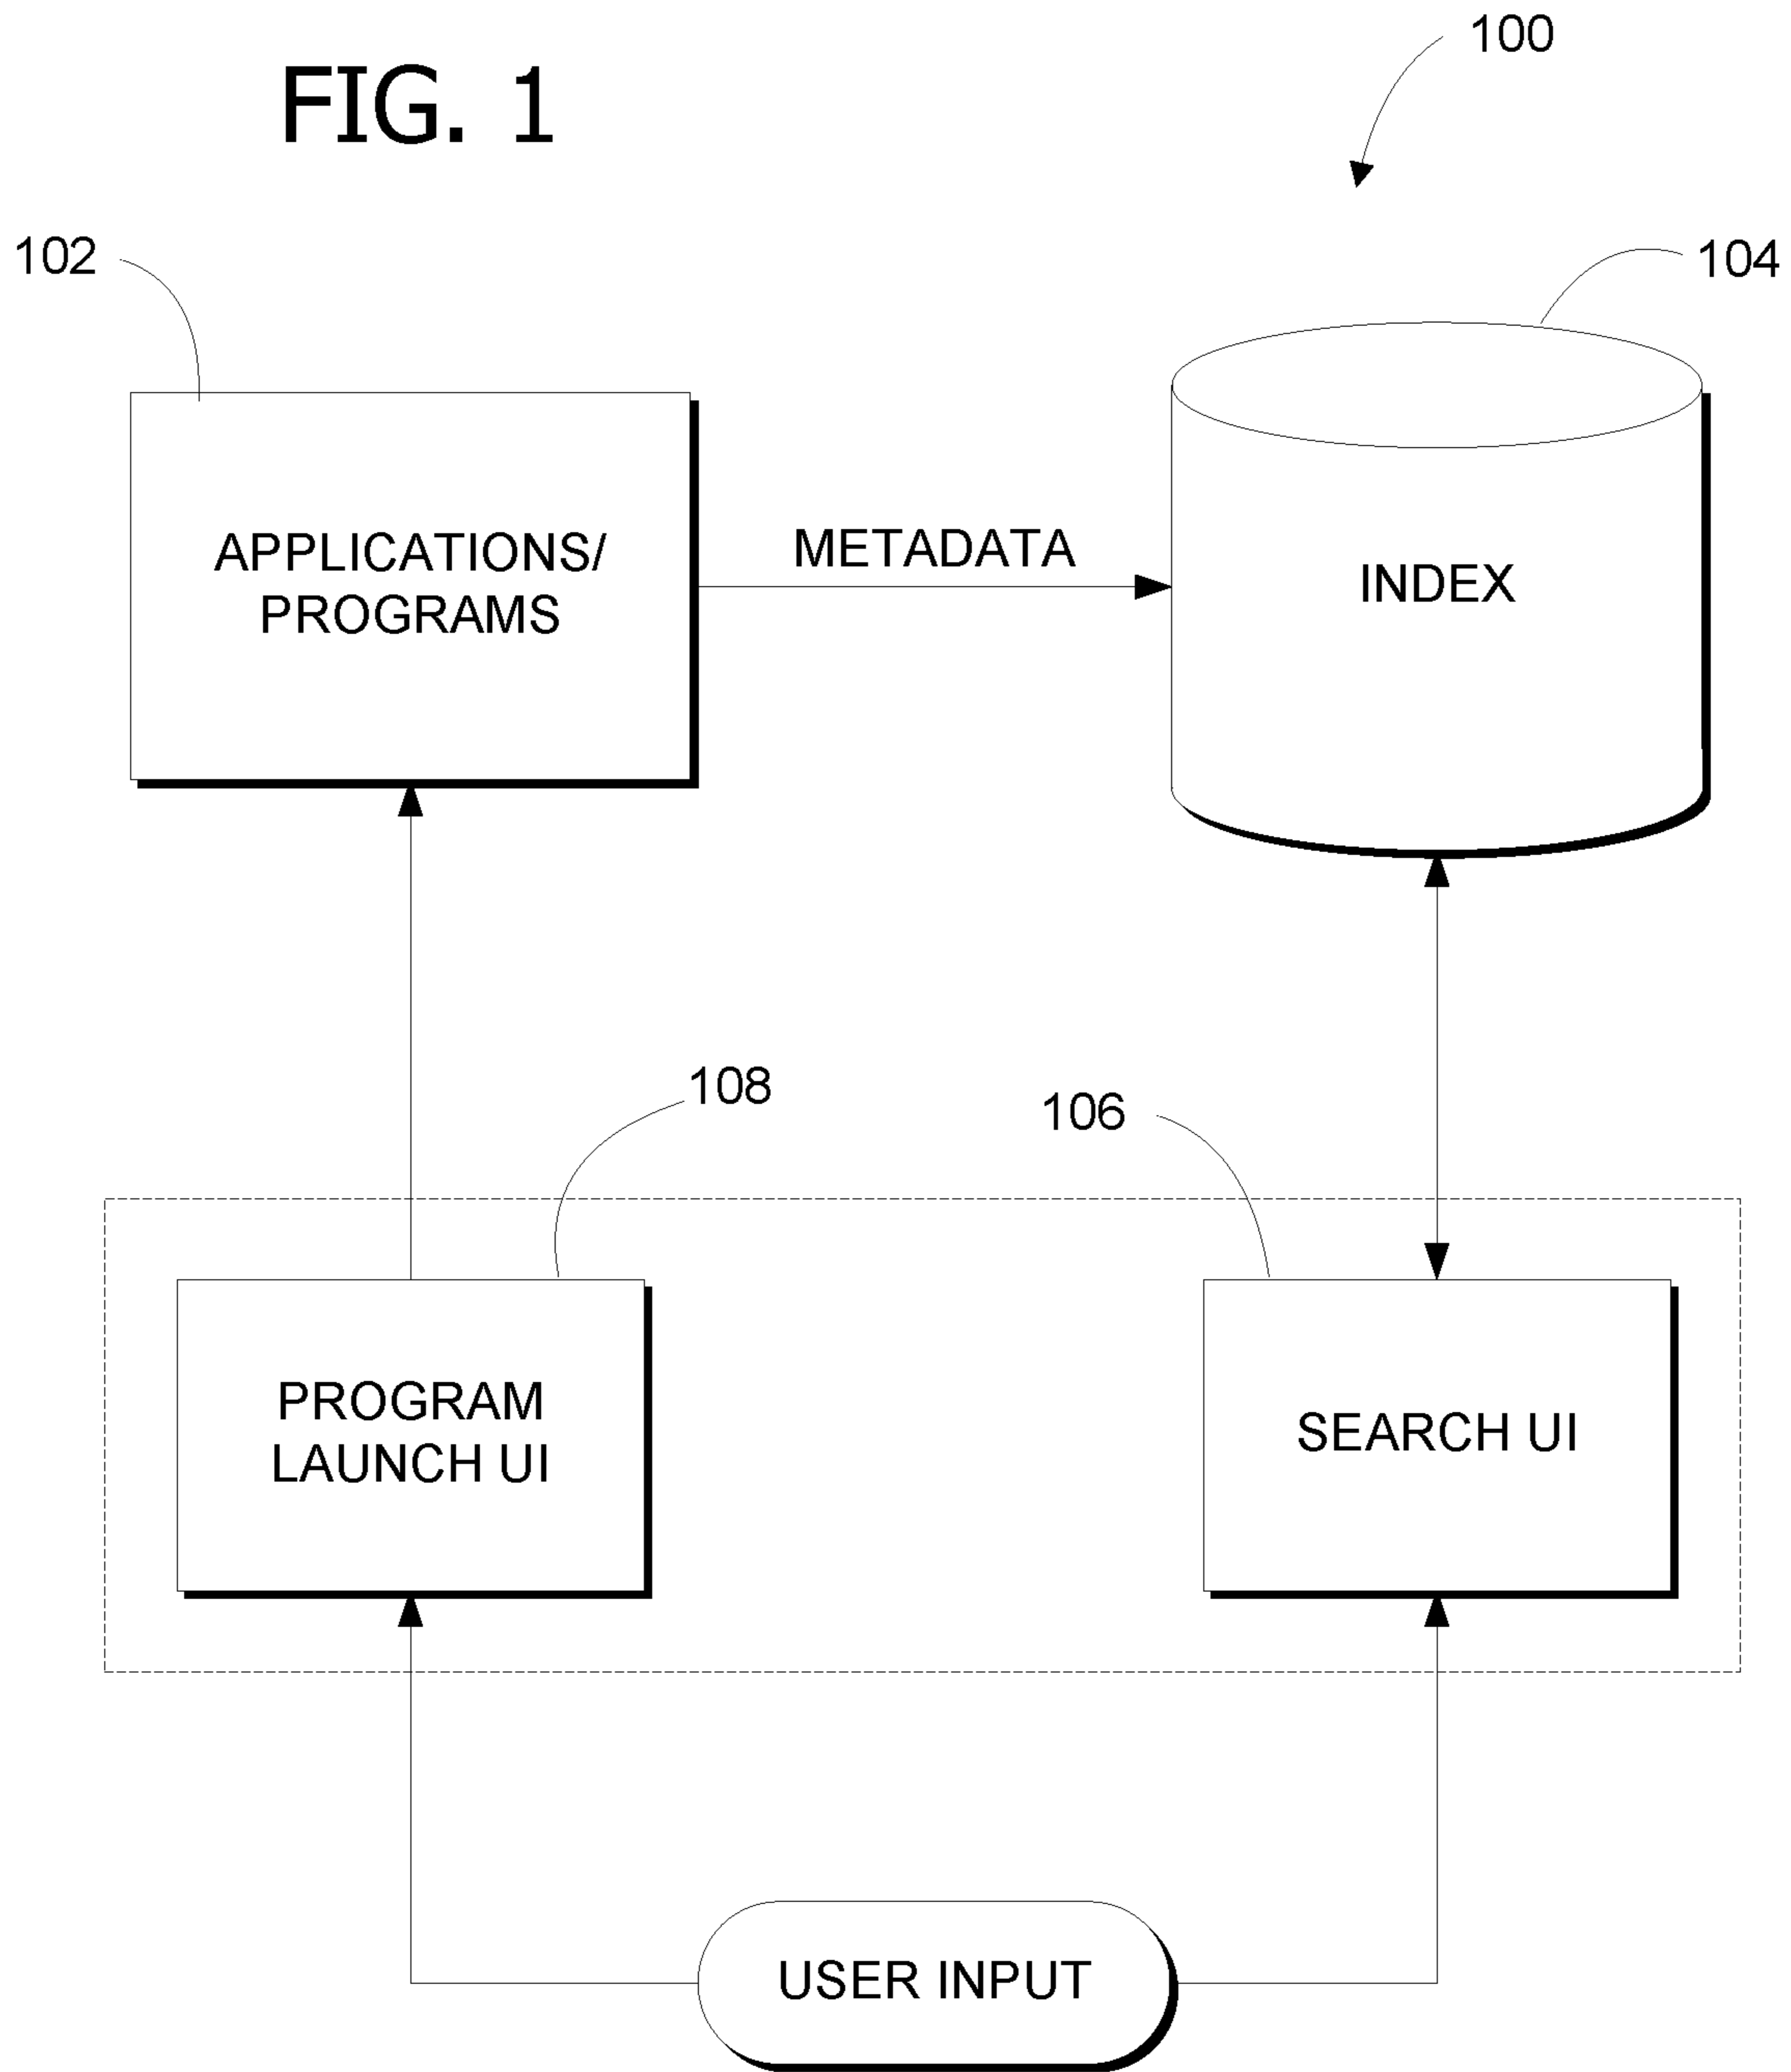 FIG. 1
100
102
104
APPLICATIONS/
PROGRAMS
METADATA
INDEX
108
106
PROGRAM
LAUNCH UI
SEARCH UI
USER INPUT